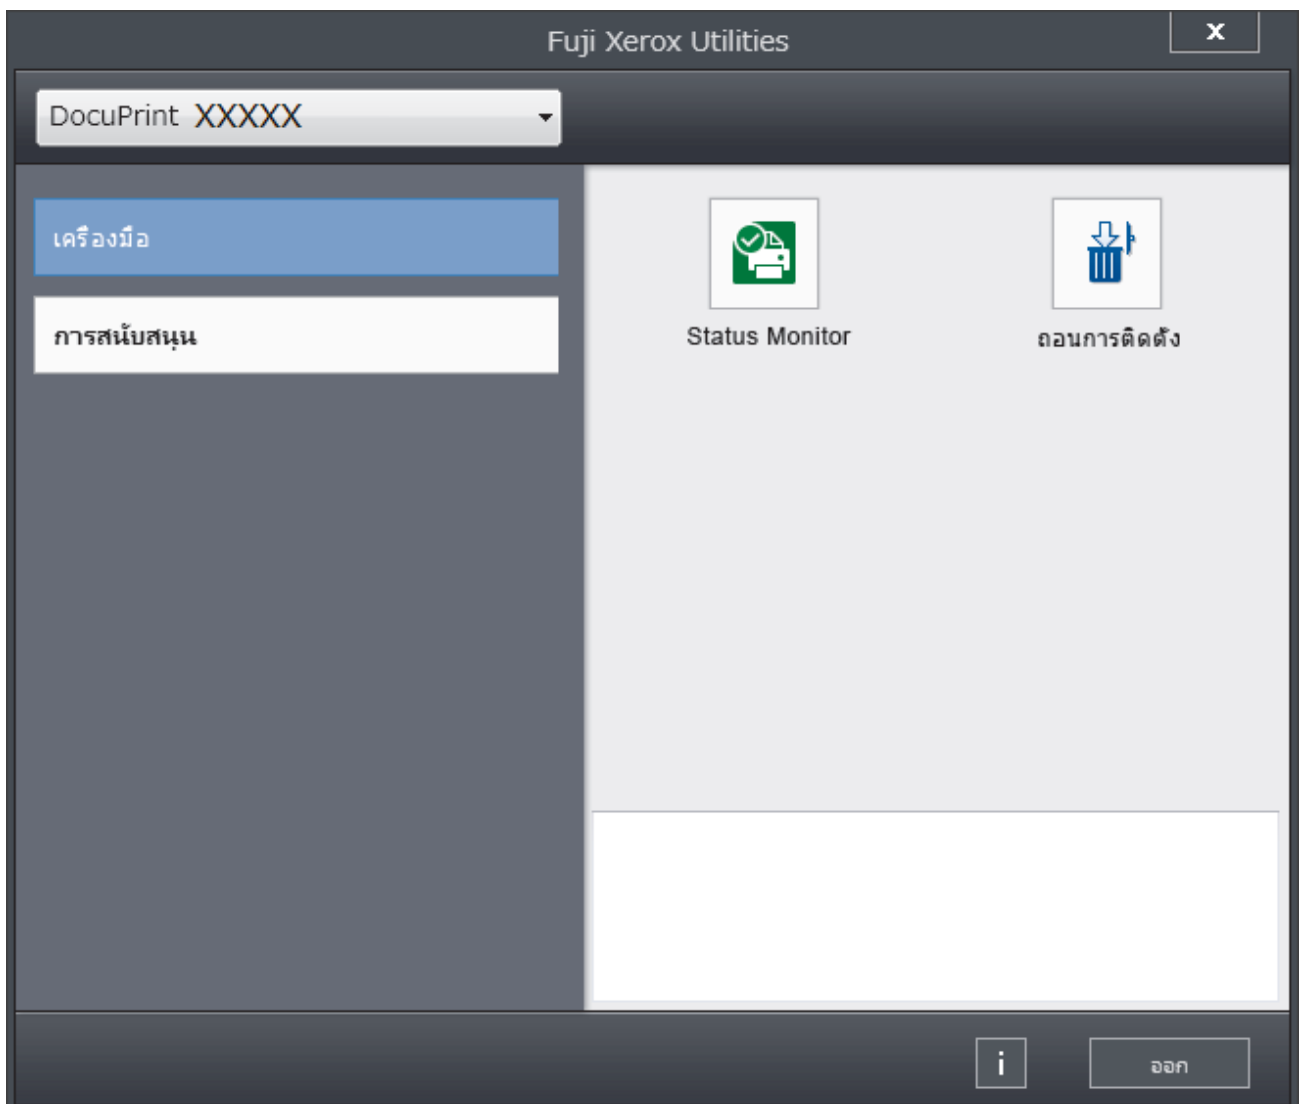 Fuji Xerox Utilities
x
DocuPrint XXXXX
เครื่องมือ
การสนับสนุน
Status Monitor
ถอนการติดตั้ง
i
ออก